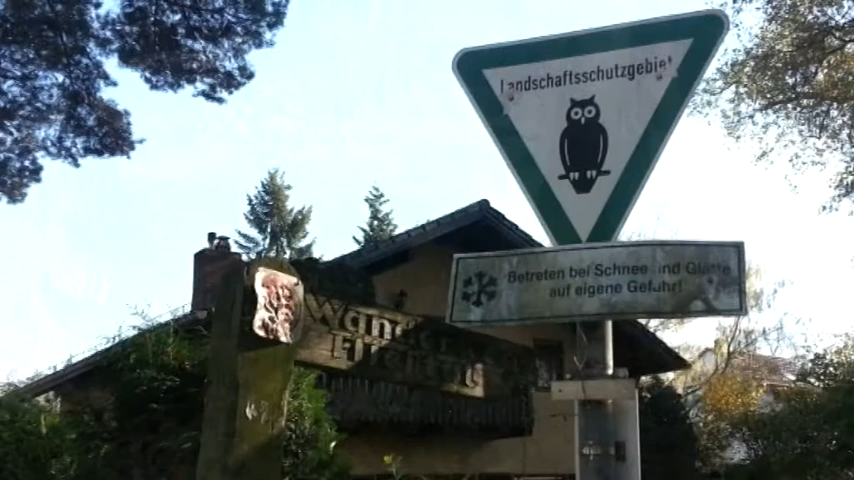 Landschaftsschutzgebiet
Betreten bei Schnee und Glätte
auf eigene Gefahr!